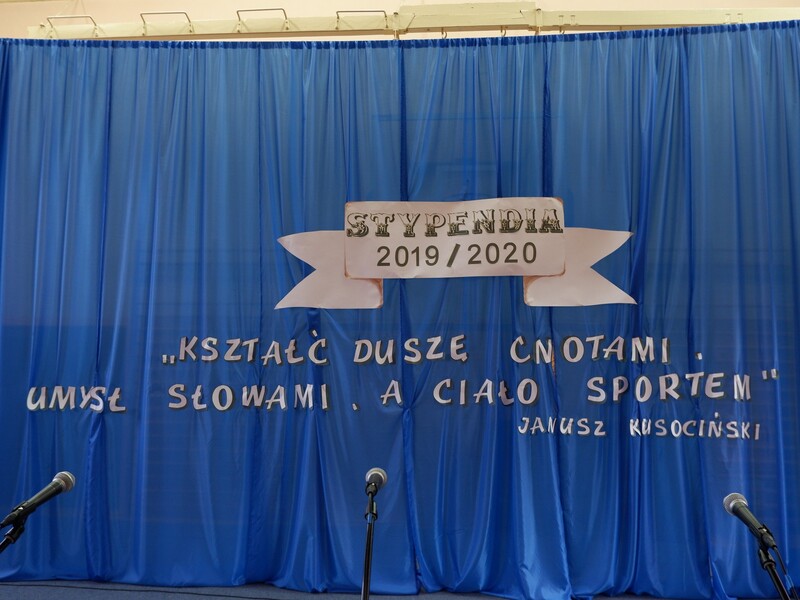 STYPENDIA
2019/2020
„KSZTAŁĆ DUSZĘ CNOTAMI ,
UMYSŁ SŁOWAMI , A CIAŁO SPORTEM"
JANUSZ KUSOCIŃSKI